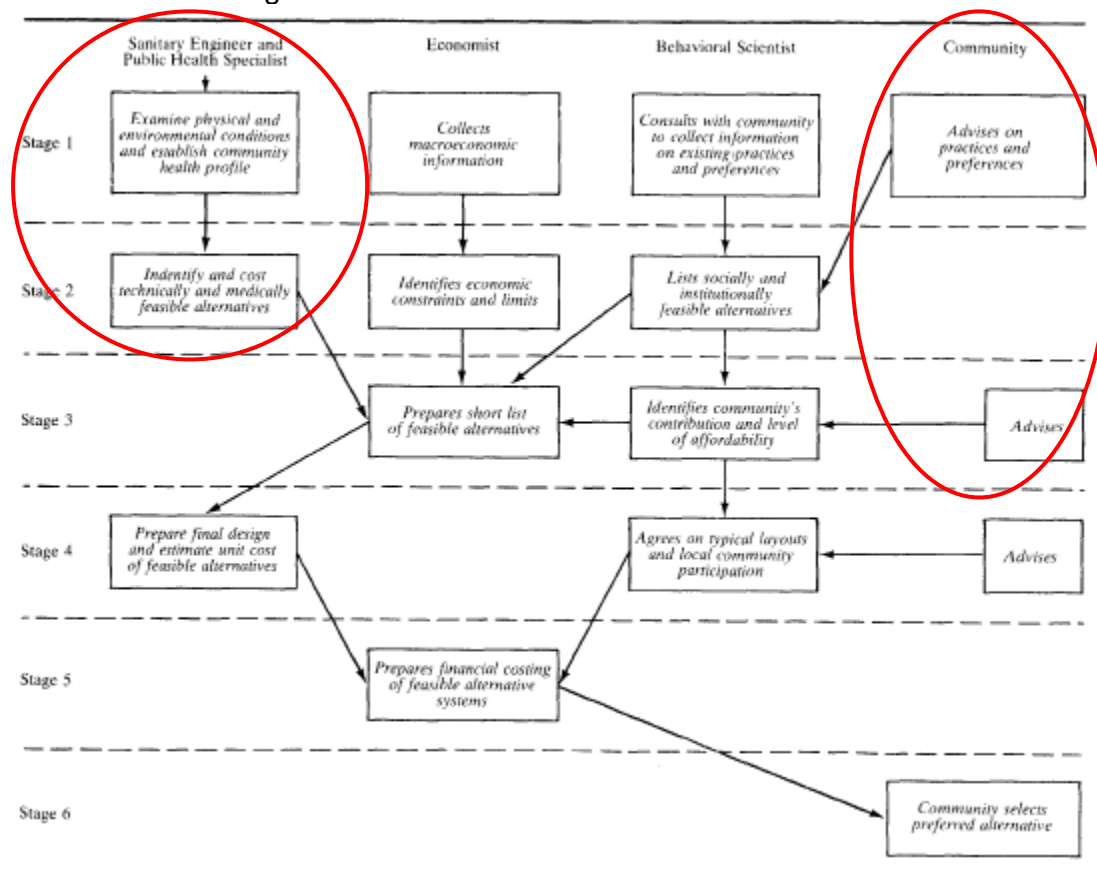 Sanitary Engineer and
Public Health Specialist
Economist
Behavioral Scientist
Community
Stage 1
Examine physical and
environmental conditions
and establish community
health profile
Collects
macroeconomic
information
Consults with community
to collect information
on existing practices
and preferences
Advises on
practices and
preferences
Stage 2
Indentify and cost
technically and medically
feasible alternatives
Identifies economic
constraints and limits
Lists socially and
institutionally
feasible alternatives
Stage 3
Prepares short list
of feasible alternatives
Identifies community's
contribution and level
of affordability
Advises
Stage 4
Prepare final design
and estimate unit cost
of feasible alternatives
Agrees on typical layouts
and local community
participation
Advises
Stage 5
Prepares financial costing
of feasible alternative
systems
Stage 6
Community selects
preferred alternative